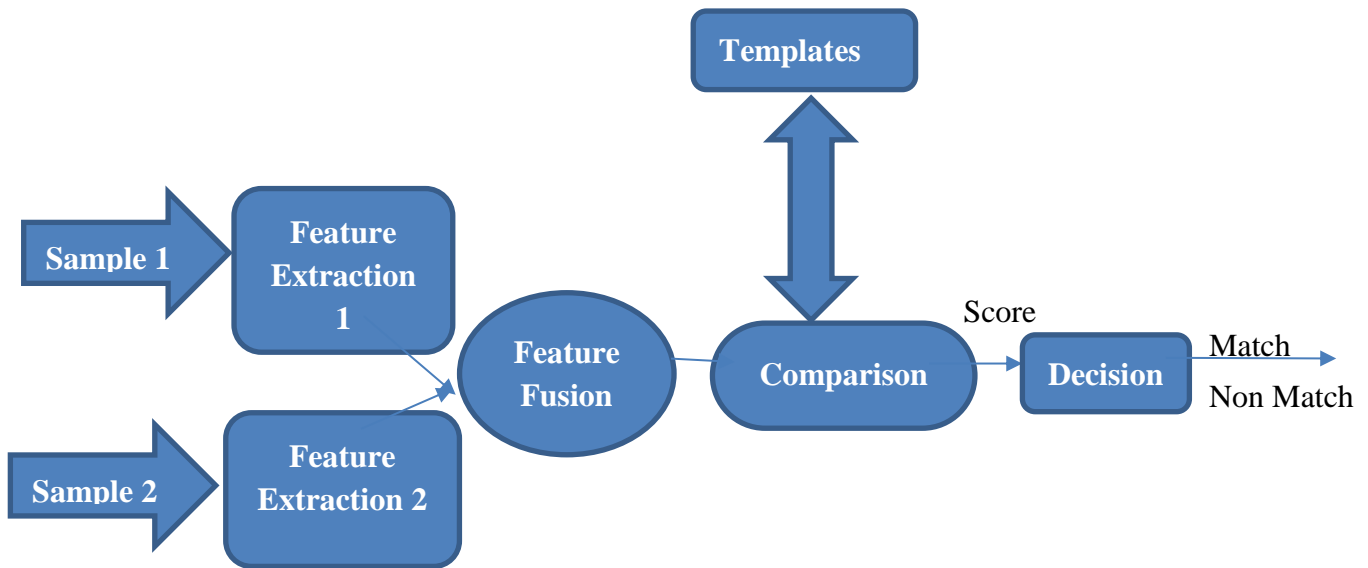 Templates
Sample 1
Feature
Extraction
1
Feature
Fusion
Score
Comparison
Decision
Match
Non Match
Sample 2
Feature
Extraction 2